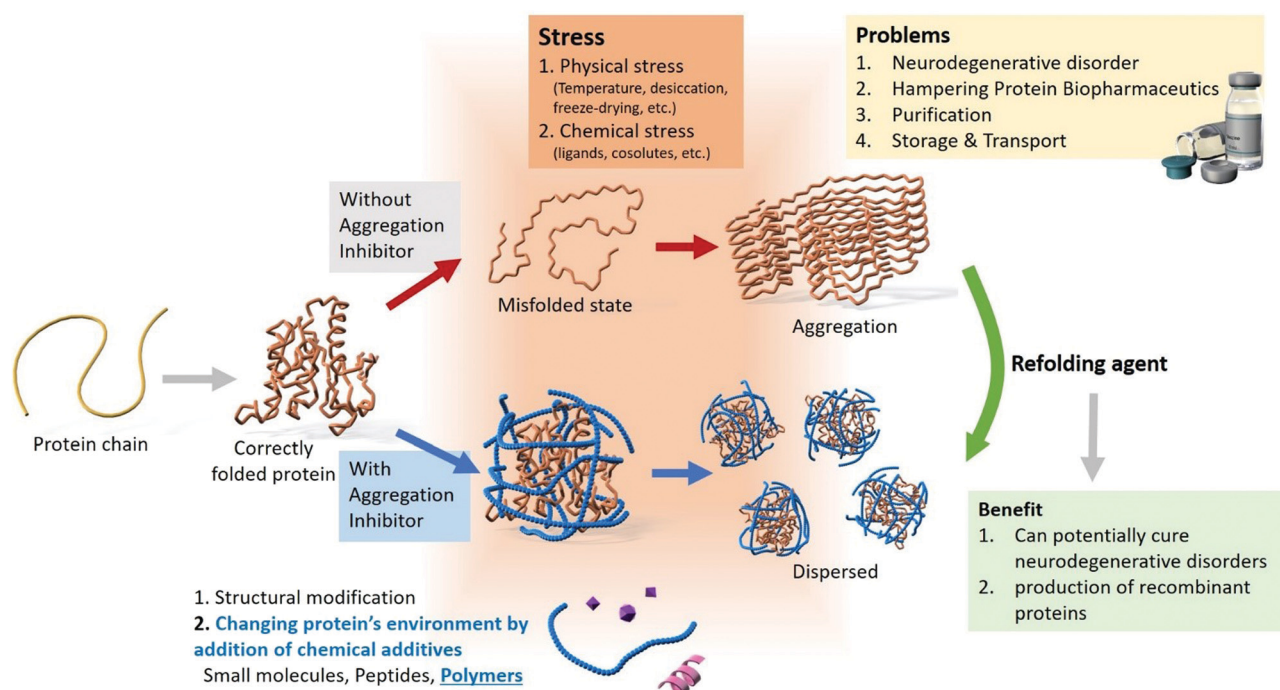 Stress
1. Physical stress
(Temperature, desiccation,
freeze-drying, etc.)
2. Chemical stress
(ligands, cosolutes, etc.)
Problems
1. Neurodegenerative disorder
2. Hampering Protein Biopharmaceutics
3. Purification
4. Storage & Transport
Without
Aggregation
Inhibitor
Misfolded state
Aggregation
Refolding agent
Protein chain
Correctly
folded protein
With
Aggregation
Inhibitor
Dispersed
Benefit
1. Can potentially cure
neurodegenerative disorders
2. production of recombinant
proteins
1. Structural modification
2. Changing protein's environment by
addition of chemical additives
Small molecules, Peptides, Polymers